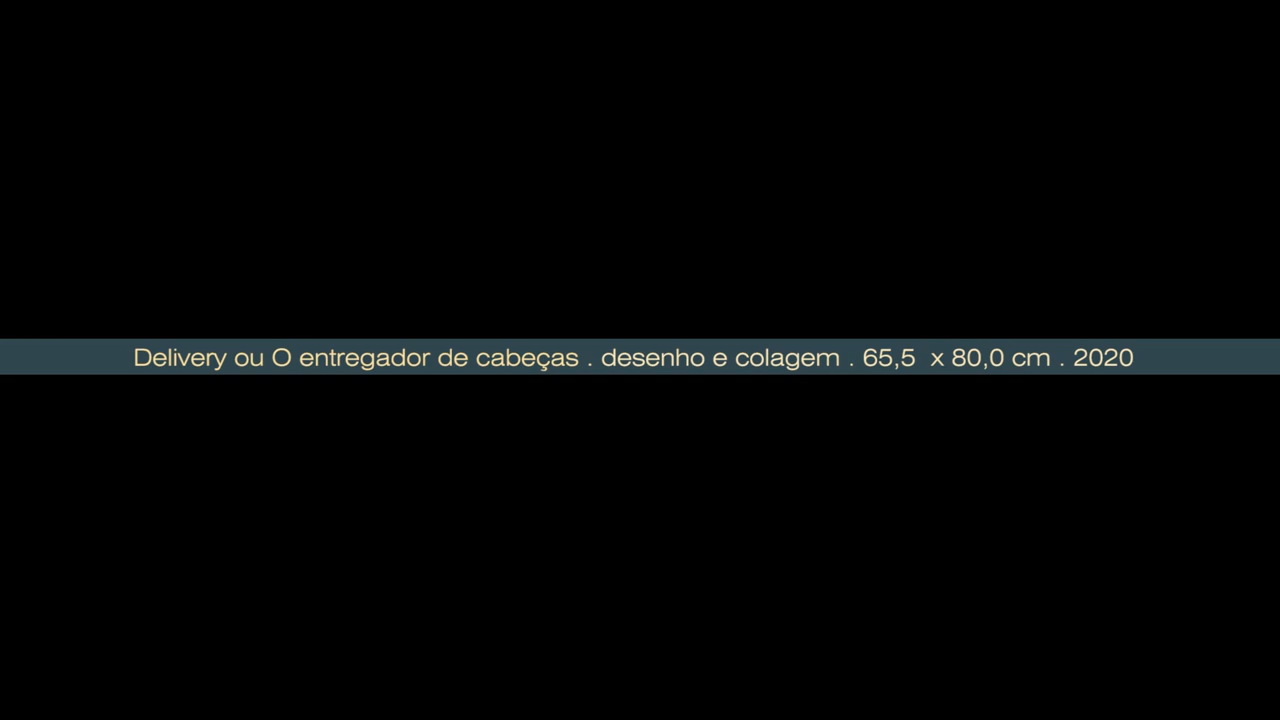 Delivery ou O entregador de cabeças . desenho e colagem . 65,5  x 80,0 cm . 2020